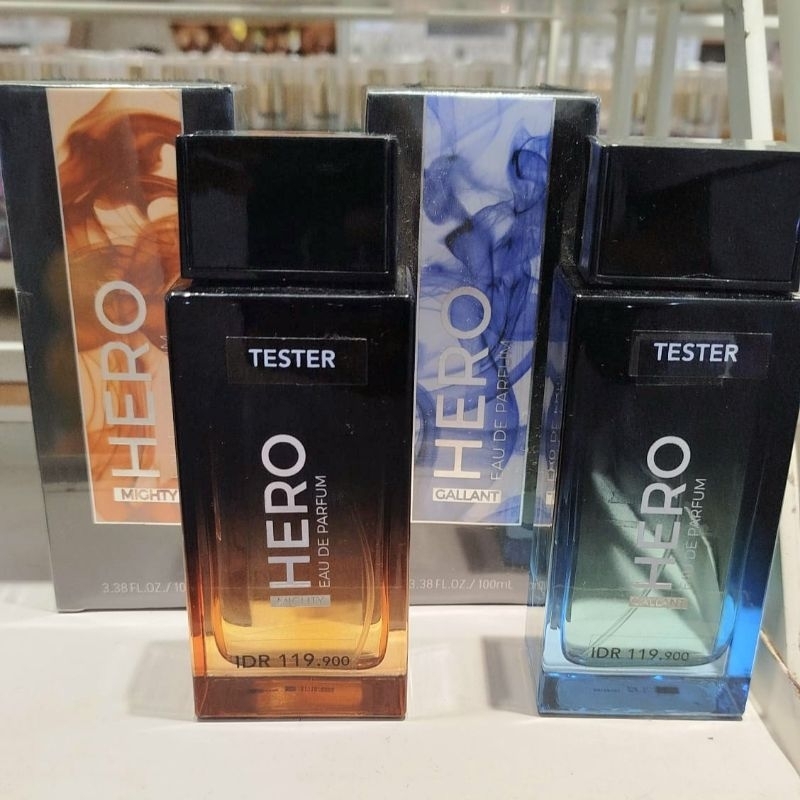 HERO
MIGHTY
3.38 FL.OZ./10
TESTER
HERO
EAU DE PARFUM
MIGHTY
IDR 119.900
HERO
EAU DE PARFUM
GALLANT
3.38 FL.OZ./100mL
TESTER
HERO
EAU DE PARFUM
GALLANT
IDR 119.900